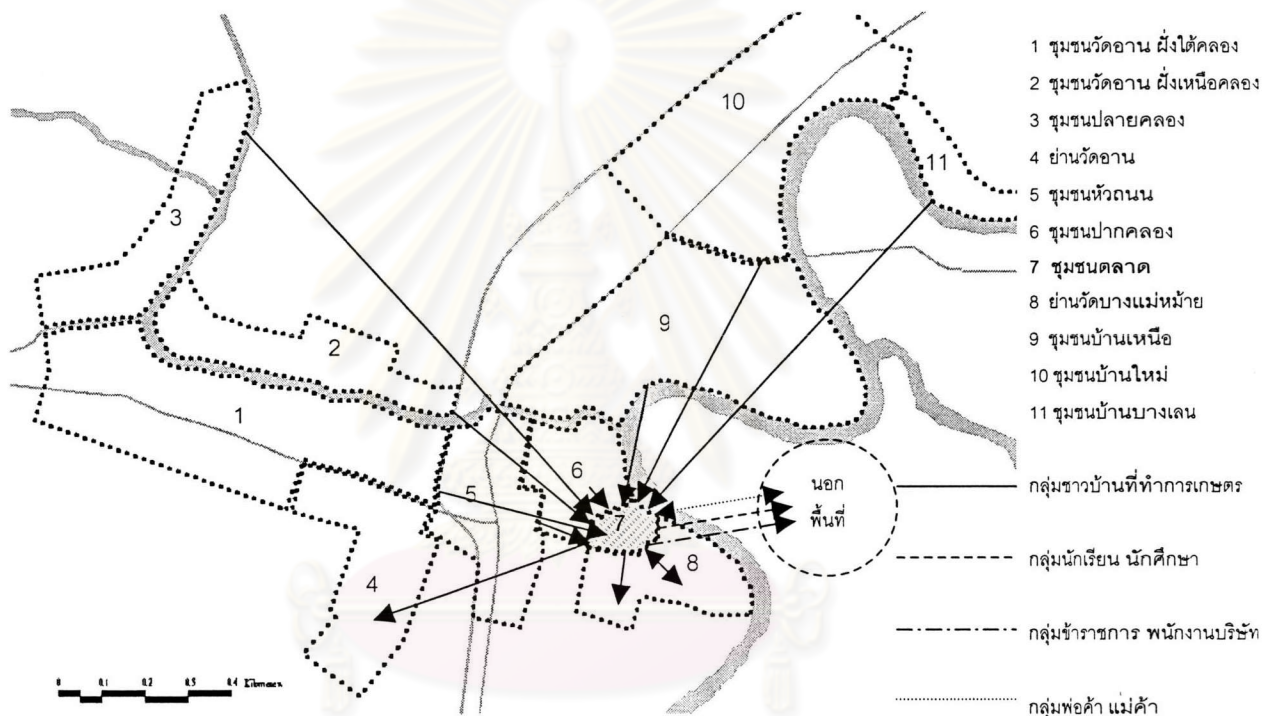 1 ชุมชนวัดอาน ฝั่งใต้คลอง
2 ชุมชนวัดอาน ฝั่งเหนือคลอง
3 ชุมชนปลายคลอง
4 ย่านวัดอาน
5 ชุมชนหัวถนน
6 ชุมชนปากคลอง
7 ชุมชนตลาด
8 ย่านวัดบางแม่หม้าย
9 ชุมชนบ้านเหนือ
10 ชุมชนบ้านใหม่
11 ชุมชนบ้านบางเลน
กลุ่มชาวบ้านที่ทำการเกษตร
กลุ่มนักเรียน นักศึกษา
กลุ่มข้าราชการ พนักงานบริษัท
กลุ่มพ่อค้า แม่ค้า
10
11
3
9
2
1
6
5
7
8
4
นอก
พื้นที่
0 0.1 0.2 0.3 0.4 Kilometers